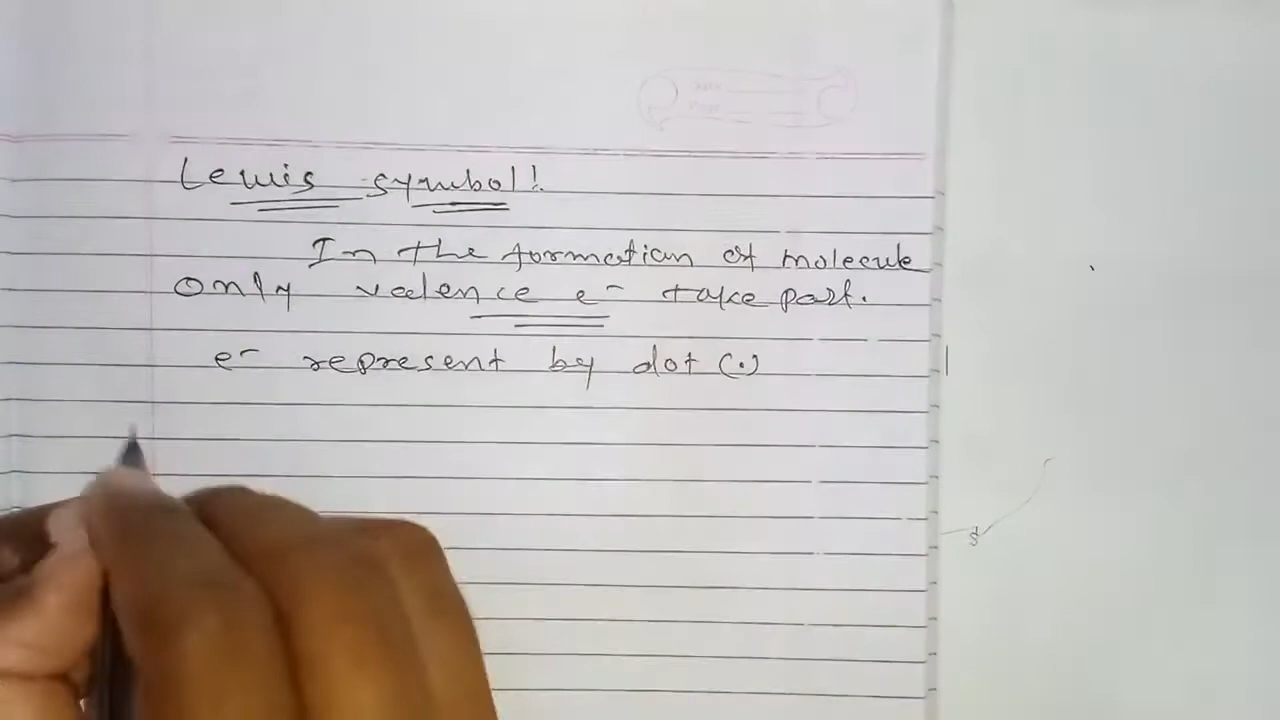 Lewis symbol!
In the formation of molecule
only valence e⁻ take part.
e⁻ represent by dot (.)